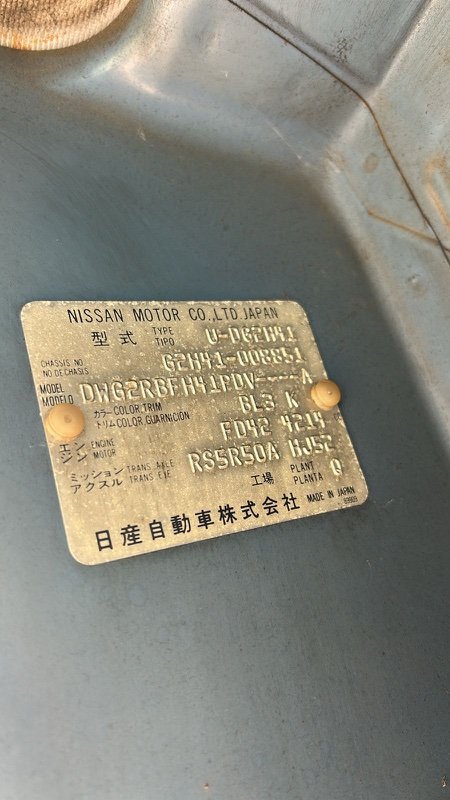 NISSAN MOTOR CO.,LTD.JAPAN
型式 TYPE TIPO U-DG2H41
CHASSIS NO. NO.DECHASIS G2H41-008851
MODEL MODELO DWG2RBFH41PDV----A
カラー COLOR.TRIM トリム COLOR GUARNICIÓN BL3 K
エンジン ENGINE MOTOR FD42 4214
ミッション アクスル TRANS AXLE TRANS EJE RS5R50A HJ52
工場 PLANT PLANTA Q
日産自動車株式会社 MADE IN JAPAN